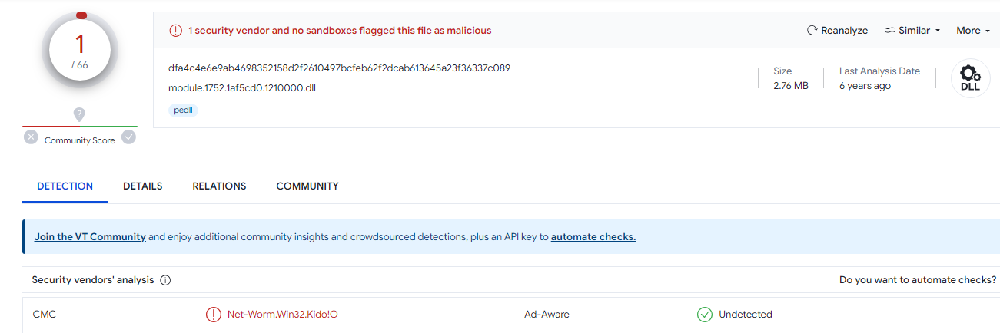 1
/ 66
?
Community Score
1 security vendor and no sandboxes flagged this file as malicious
Reanalyze
Similar
More
dfa4c4e6e9ab4698352158d2f2610497bcfeb62f2dcab613645a23f36337c089
module.1752.1af5cd0.1210000.dll
pedll
Size
2.76 MB
Last Analysis Date
6 years ago
DLL
DETECTION DETAILS RELATIONS COMMUNITY
Join the VT Community and enjoy additional community insights and crowdsourced detections, plus an API key to automate checks.
Security vendors' analysis
Do you want to automate checks?
CMC
Net-Worm.Win32.Kido!O
Ad-Aware
Undetected